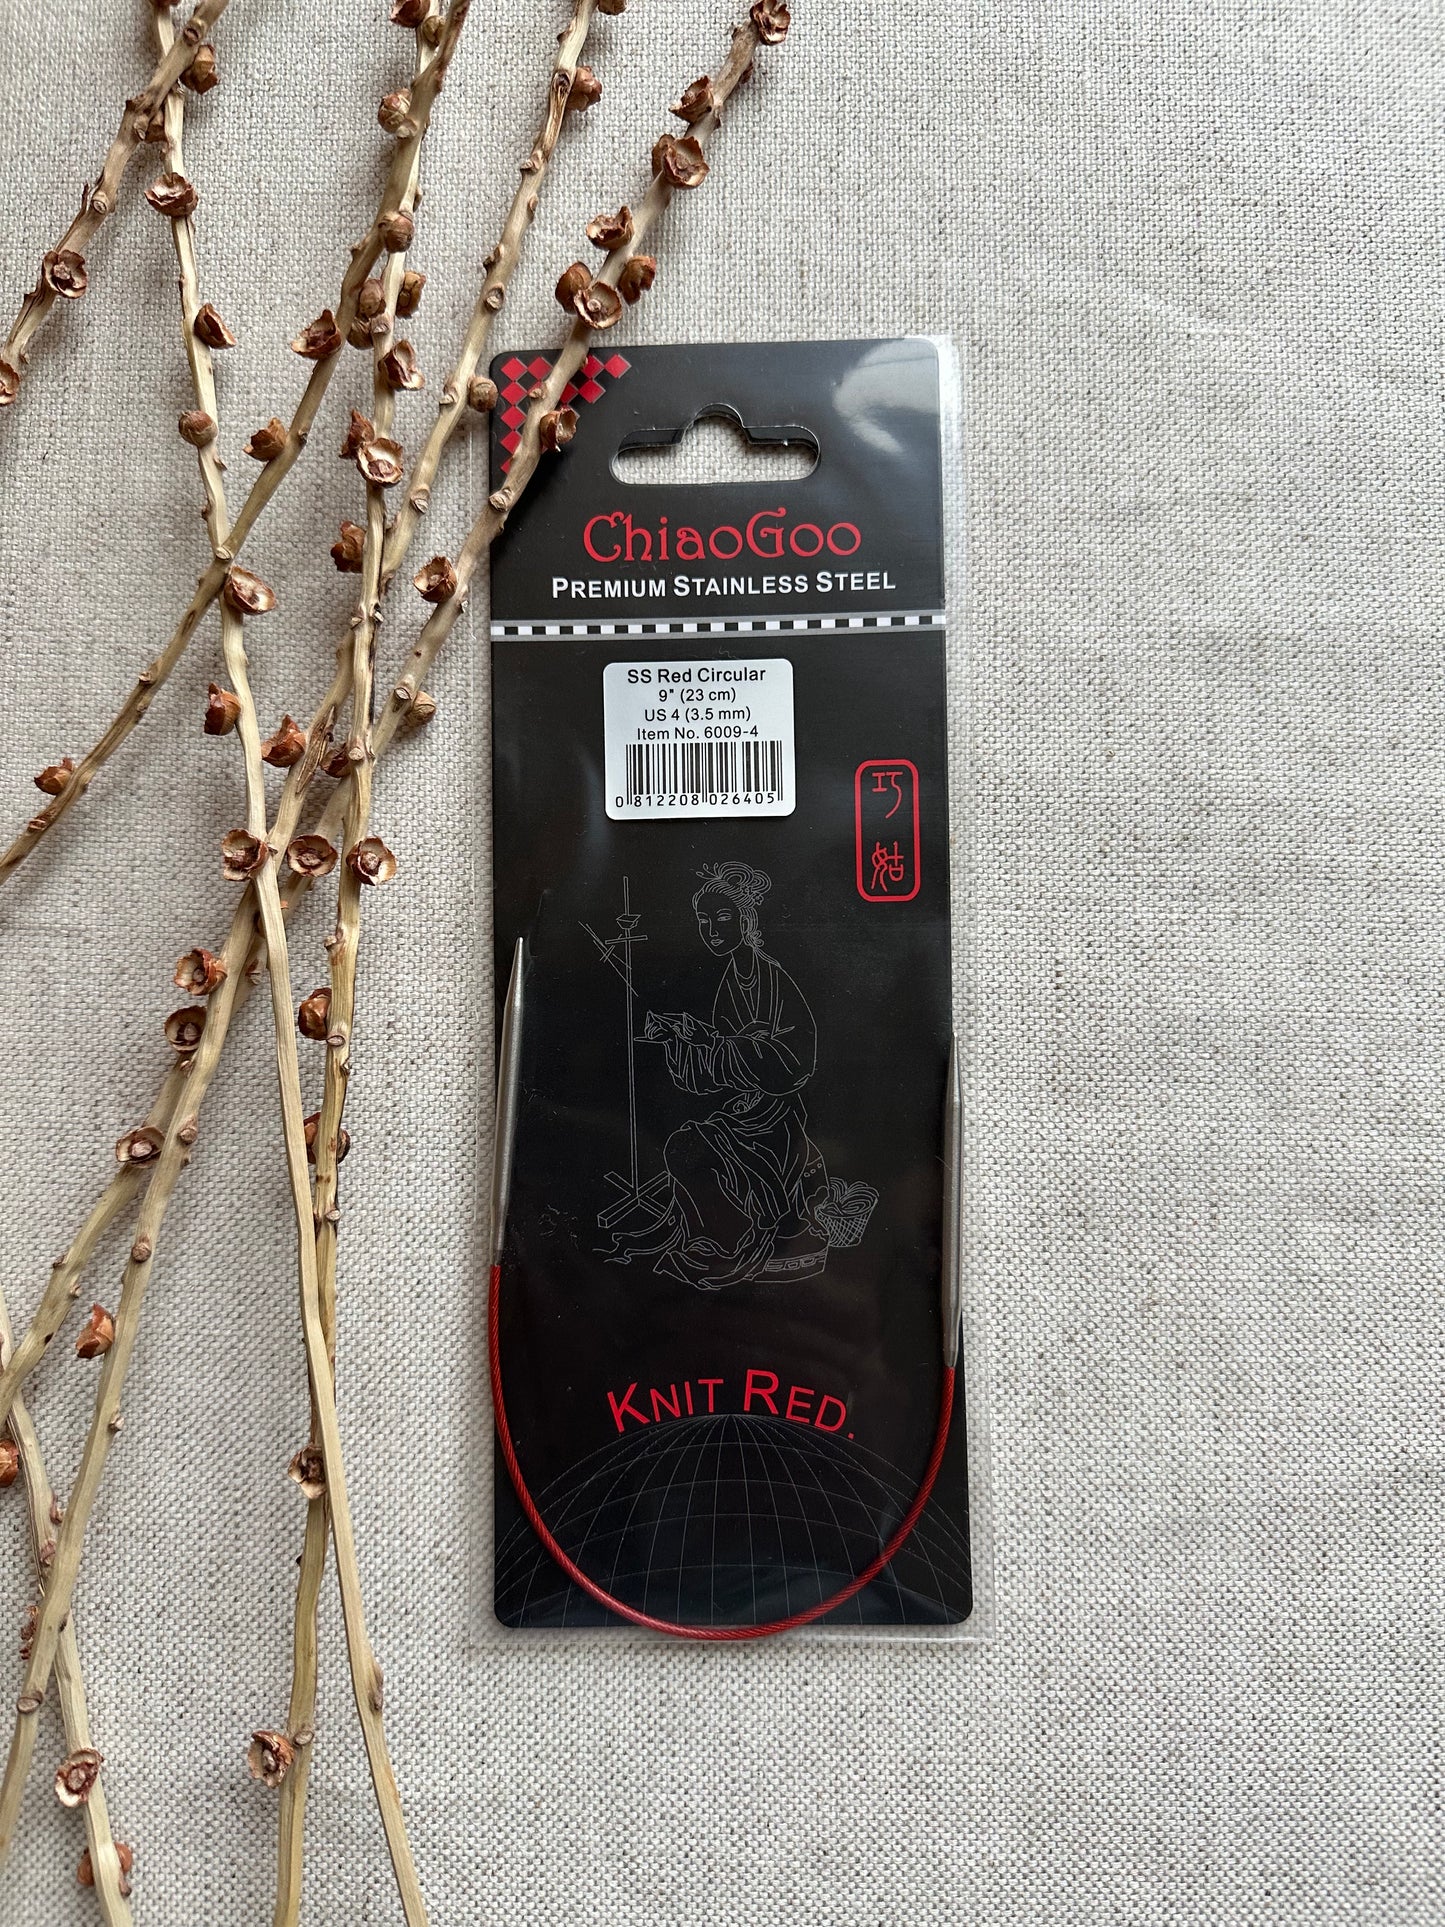 ChiaoGoo
PREMIUM STAINLESS STEEL
SS Red Circular
9" (23 cm)
US 4 (3.5 mm)
Item No. 6009-4
0 812208 026405
巧
姑
KNIT RED.